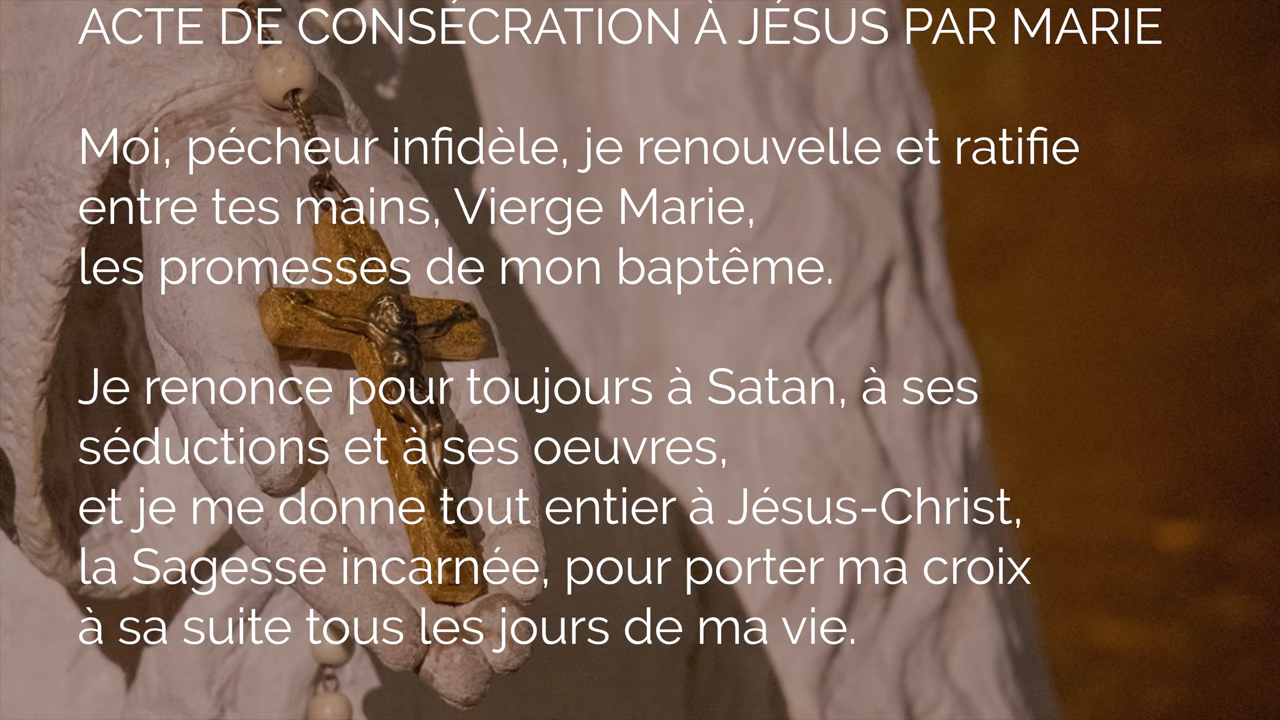 ACTE DE CONSÉCRATION À JÉSUS PAR MARIE
Moi, pécheur infidèle, je renouvelle et ratifie
entre tes mains, Vierge Marie,
les promesses de mon baptême.
Je renonce pour toujours à Satan, à ses
séductions et à ses oeuvres,
et je me donne tout entier à Jésus-Christ,
la Sagesse incarnée, pour porter ma croix
à sa suite tous les jours de ma vie.